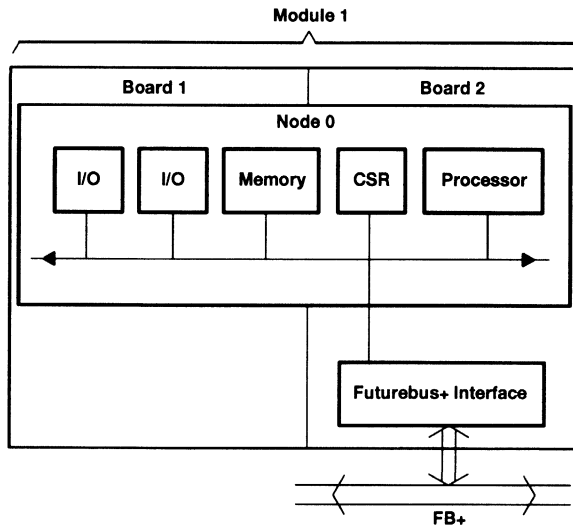 Module 1
Board 1 Board 2
Node 0
I/O I/O Memory CSR Processor
Futurebus+ Interface
FB+